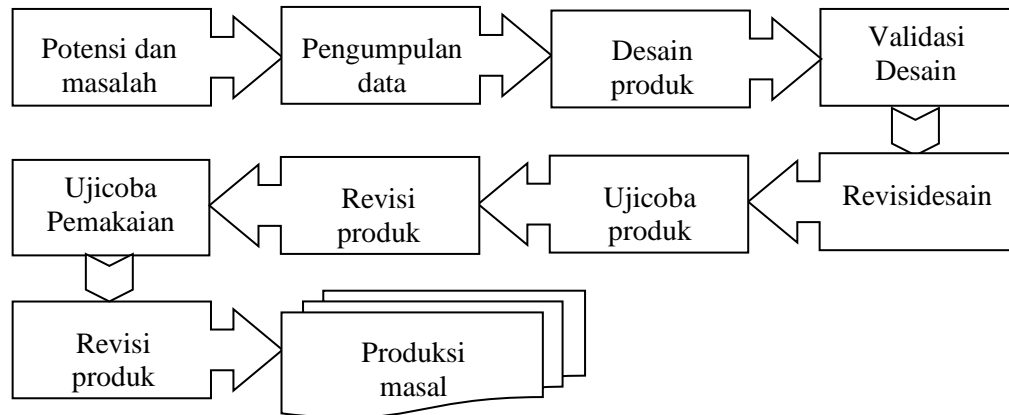 Potensi dan
masalah
Pengumpulan
data
Desain
produk
Validasi
Desain
Revisidesain
Ujicoba
produk
Revisi
produk
Ujicoba
Pemakaian
Revisi
produk
Produksi
masal